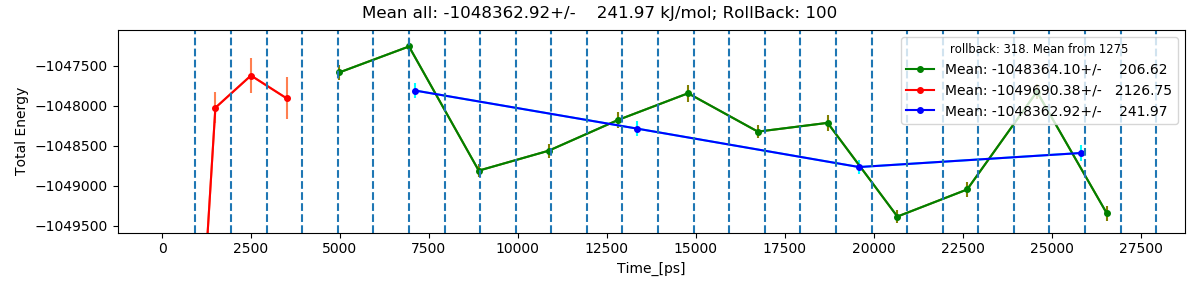 Mean all: -1048362.92+/- 241.97 kJ/mol; RollBack: 100
rollback: 318. Mean from 1275
Mean: -1048364.10+/- 206.62
Mean: -1049690.38+/- 2126.75
Mean: -1048362.92+/- 241.97
Total Energy
−1047500
−1048000
−1048500
−1049000
−1049500
0 2500 5000 7500 10000 12500 15000 17500 20000 22500 25000 27500
Time_[ps]